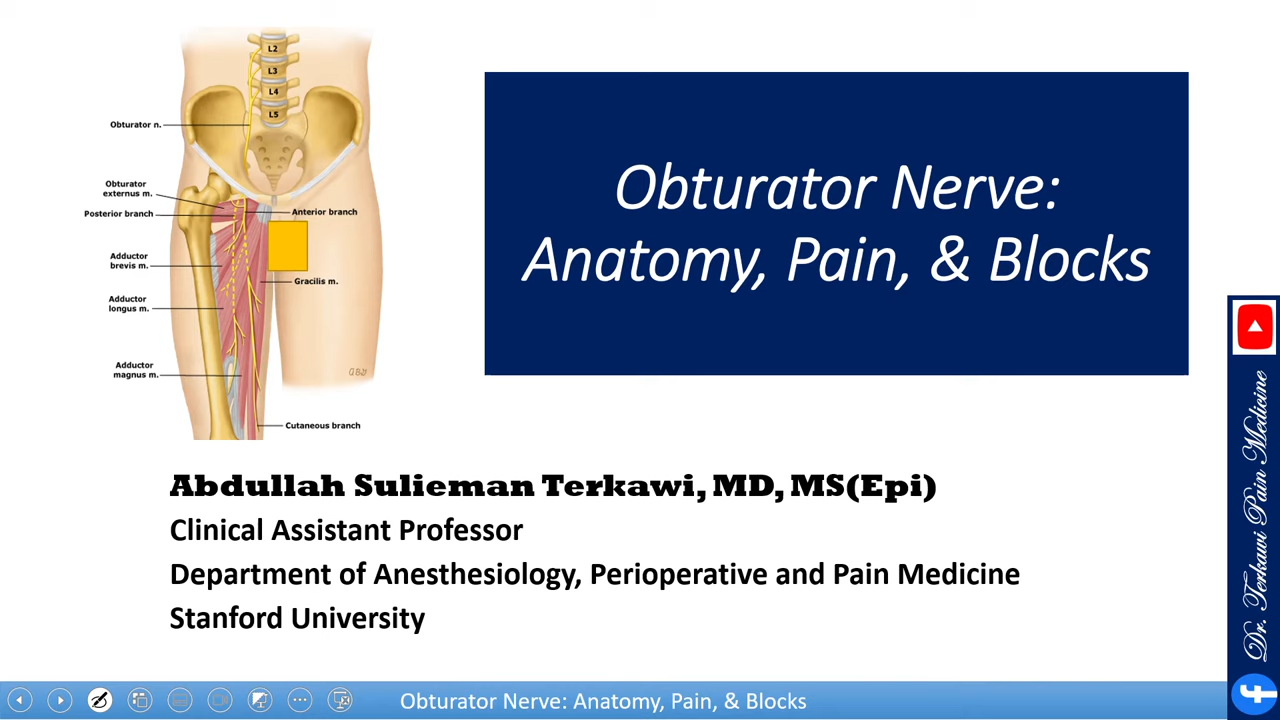 L2
L3
L4
L5
Obturator n.
Obturator
externus m.
Posterior branch
Anterior branch
Adductor
brevis m.
Gracilis m.
Adductor
longus m.
Adductor
magnus m.
Cutaneous branch
Obturator Nerve:
Anatomy, Pain, & Blocks
Abdullah Sulieman Terkawi, MD, MS(Epi)
Clinical Assistant Professor
Department of Anesthesiology, Perioperative and Pain Medicine
Stanford University
Dr. Terkawi Pain Medicine
Obturator Nerve: Anatomy, Pain, & Blocks